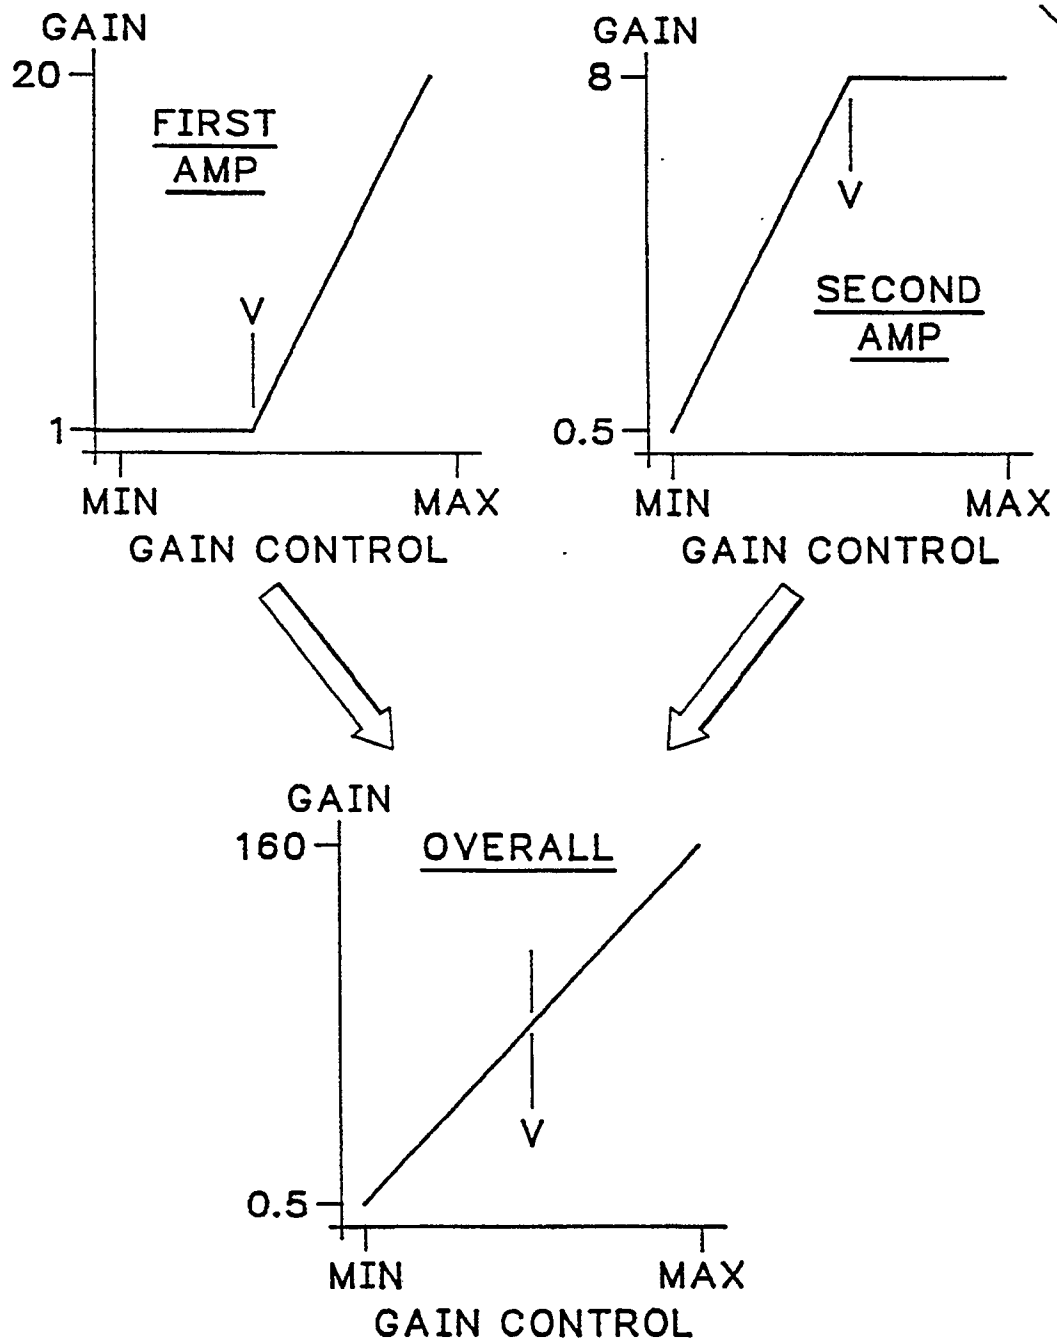 GAIN
20
FIRST
AMP
V
1
MIN MAX
GAIN CONTROL
GAIN
8
V
SECOND
AMP
0.5
MIN MAX
GAIN CONTROL
GAIN
160
OVERALL
V
0.5
MIN MAX
GAIN CONTROL